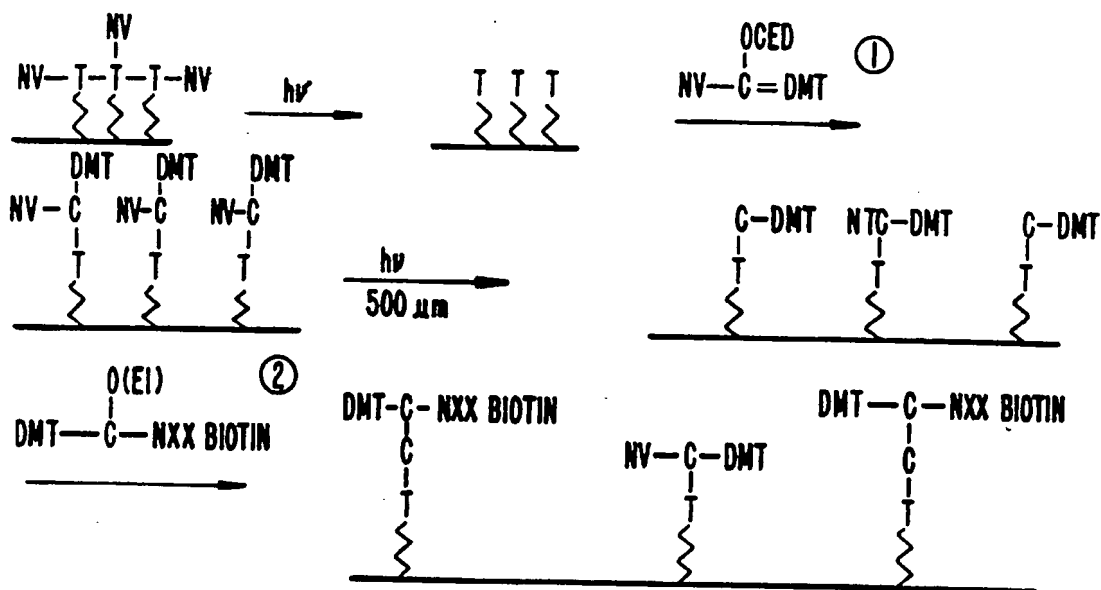 NV
NV—T—T—T—NV
hν
T T T
OCED
NV—C=DMT
①
DMT DMT DMT
NV—C NV—C NV—C
T T T
hν
500 μm
C—DMT NTC—DMT C—DMT
T T T
②
O(EI)
DMT—C—NXX BIOTIN
DMT—C—NXX BIOTIN
C
T
NV—C—DMT
T
DMT—C—NXX BIOTIN
C
T